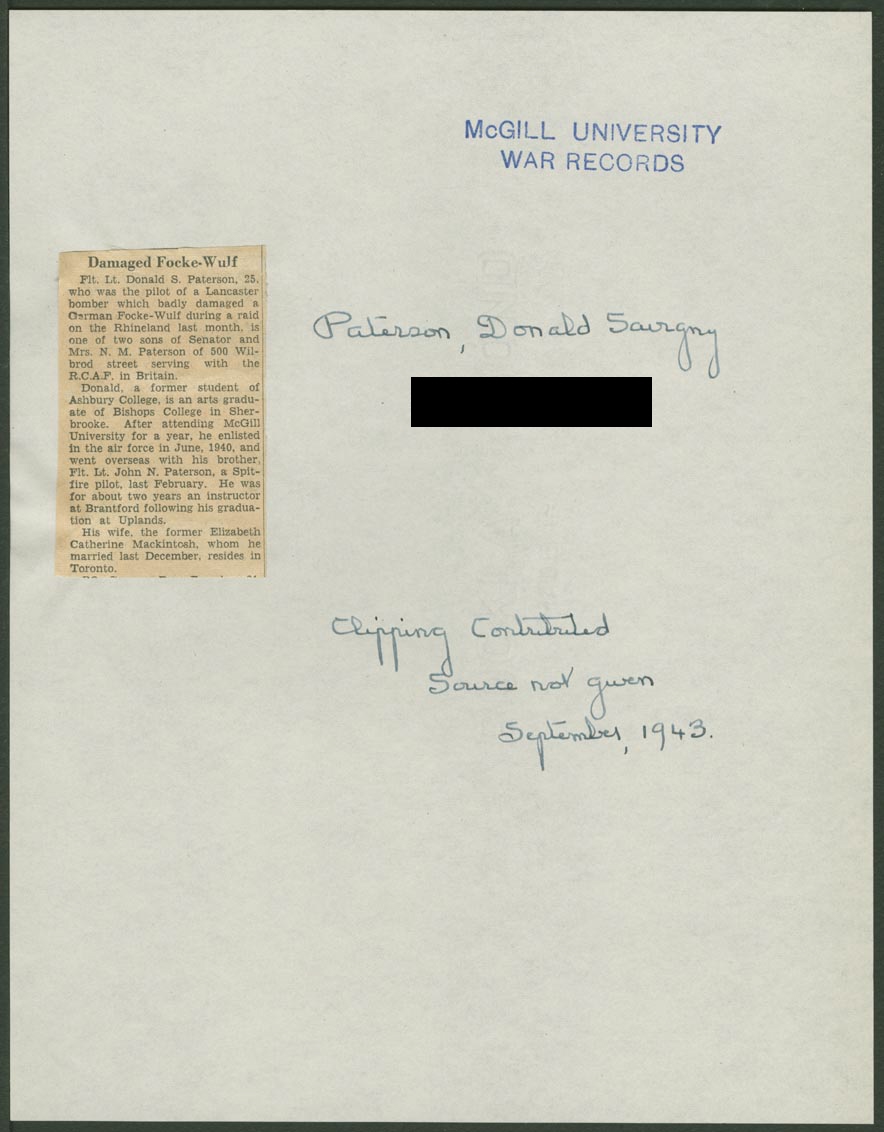 McGILL UNIVERSITY
WAR RECORDS
Damaged Focke-Wulf
Flt. Lt. Donald S. Paterson, 25,
who was the pilot of a Lancaster
bomber which badly damaged a
German Focke-Wulf during a raid
on the Rhineland last month, is
one of two sons of Senator and
Mrs. N. M. Paterson of 500 Wil-
brod street serving with the
R.C.A.F. in Britain.
Donald, a former student of
Ashbury College, is an arts gradu-
ate of Bishops College in Sher-
brooke. After attending McGill
University for a year, he enlisted
in the air force in June, 1940, and
went overseas with his brother,
Flt. Lt. John N. Paterson, a Spit-
fire pilot, last February. He was
for about two years an instructor
at Brantford following his gradua-
tion at Uplands.
His wife, the former Elizabeth
Catherine Mackintosh, whom he
married last December, resides in
Toronto.
Paterson, Donald Savigny
Clipping Contributed
Source not given
September, 1943.